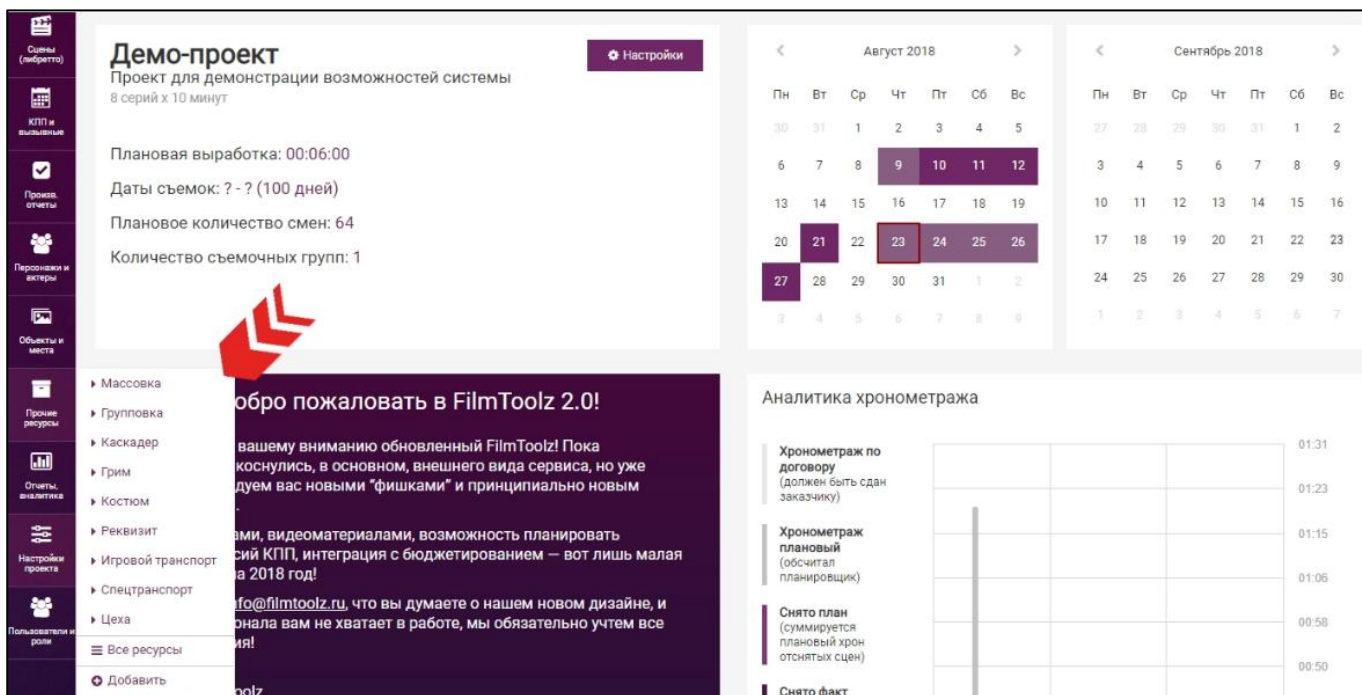 Сцены
(либретто)
КПП и
вызывные
Произв.
отчеты
Персонажи и
актеры
Объекты и
места
Прочие
ресурсы
Отчеты,
аналитика
Настройки
проекта
Пользователи и
роли
Демо-проект
Настройки
Проект для демонстрации возможностей системы
8 серий x 10 минут
Плановая выработка: 00:06:00
Даты съемок: ? - ? (100 дней)
Плановое количество смен: 64
Количество съемочных групп: 1
Август 2018
Пн Вт Ср Чт Пт Сб Вс
30 31 1 2 3 4 5
6 7 8 9 10 11 12
13 14 15 16 17 18 19
20 21 22 23 24 25 26
27 28 29 30 31 1 2
3 4 5 6 7 8 9
Сентябрь 2018
Пн Вт Ср Чт Пт Сб Вс
27 28 29 30 31 1 2
3 4 5 6 7 8 9
10 11 12 13 14 15 16
17 18 19 20 21 22 23
24 25 26 27 28 29 30
1 2 3 4 5 6 7
Массовка
Групповка
Каскадер
Грим
Костюм
Реквизит
Игровой транспорт
Спецтранспорт
Цеха
Все ресурсы
Добавить
обро пожаловать в FilmToolz 2.0!
вашему вниманию обновленный FilmToolz! Пока
коснулись, в основном, внешнего вида сервиса, но уже
дуем вас новыми "фишками" и принципиально новым
.
ами, видеоматериалами, возможность планировать
сий КПП, интеграция с бюджетированием — вот лишь малая
а 2018 год!
nfo@filmtoolz.ru, что вы думаете о нашем новом дизайне, и
онала вам не хватает в работе, мы обязательно учтем все
ия!
olz
Аналитика хронометража
Хронометраж по
договору
(должен быть сдан
заказчику)
Хронометраж
плановый
(обсчитал
планировщик)
Снято план
(суммируется
плановый хрон
отснятых сцен)
Снято факт
01:31
01:23
01:15
01:06
00:58
00:50